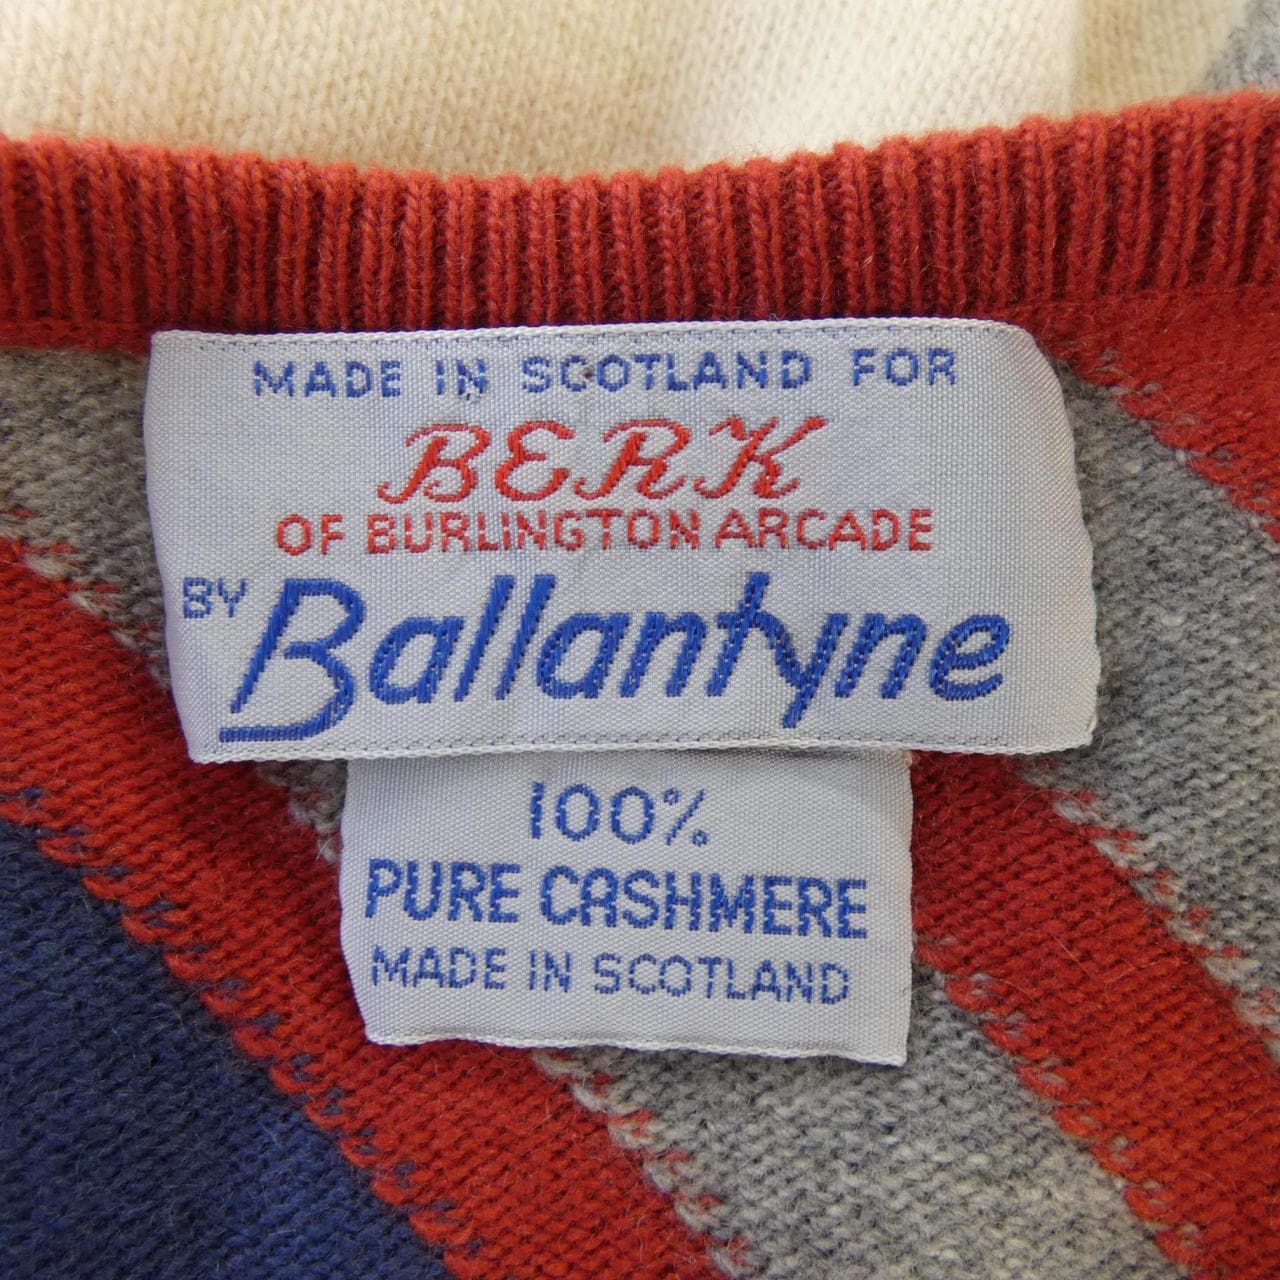 MADE IN SCOTLAND FOR
BERK
OF BURLINGTON ARCADE
BY Ballantyne
100%
PURE CASHMERE
MADE IN SCOTLAND